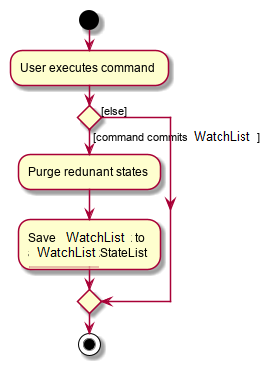 User executes command
[else]
[command commits WatchList ]
Purge redunant states
Save WatchList to
WatchList StateList